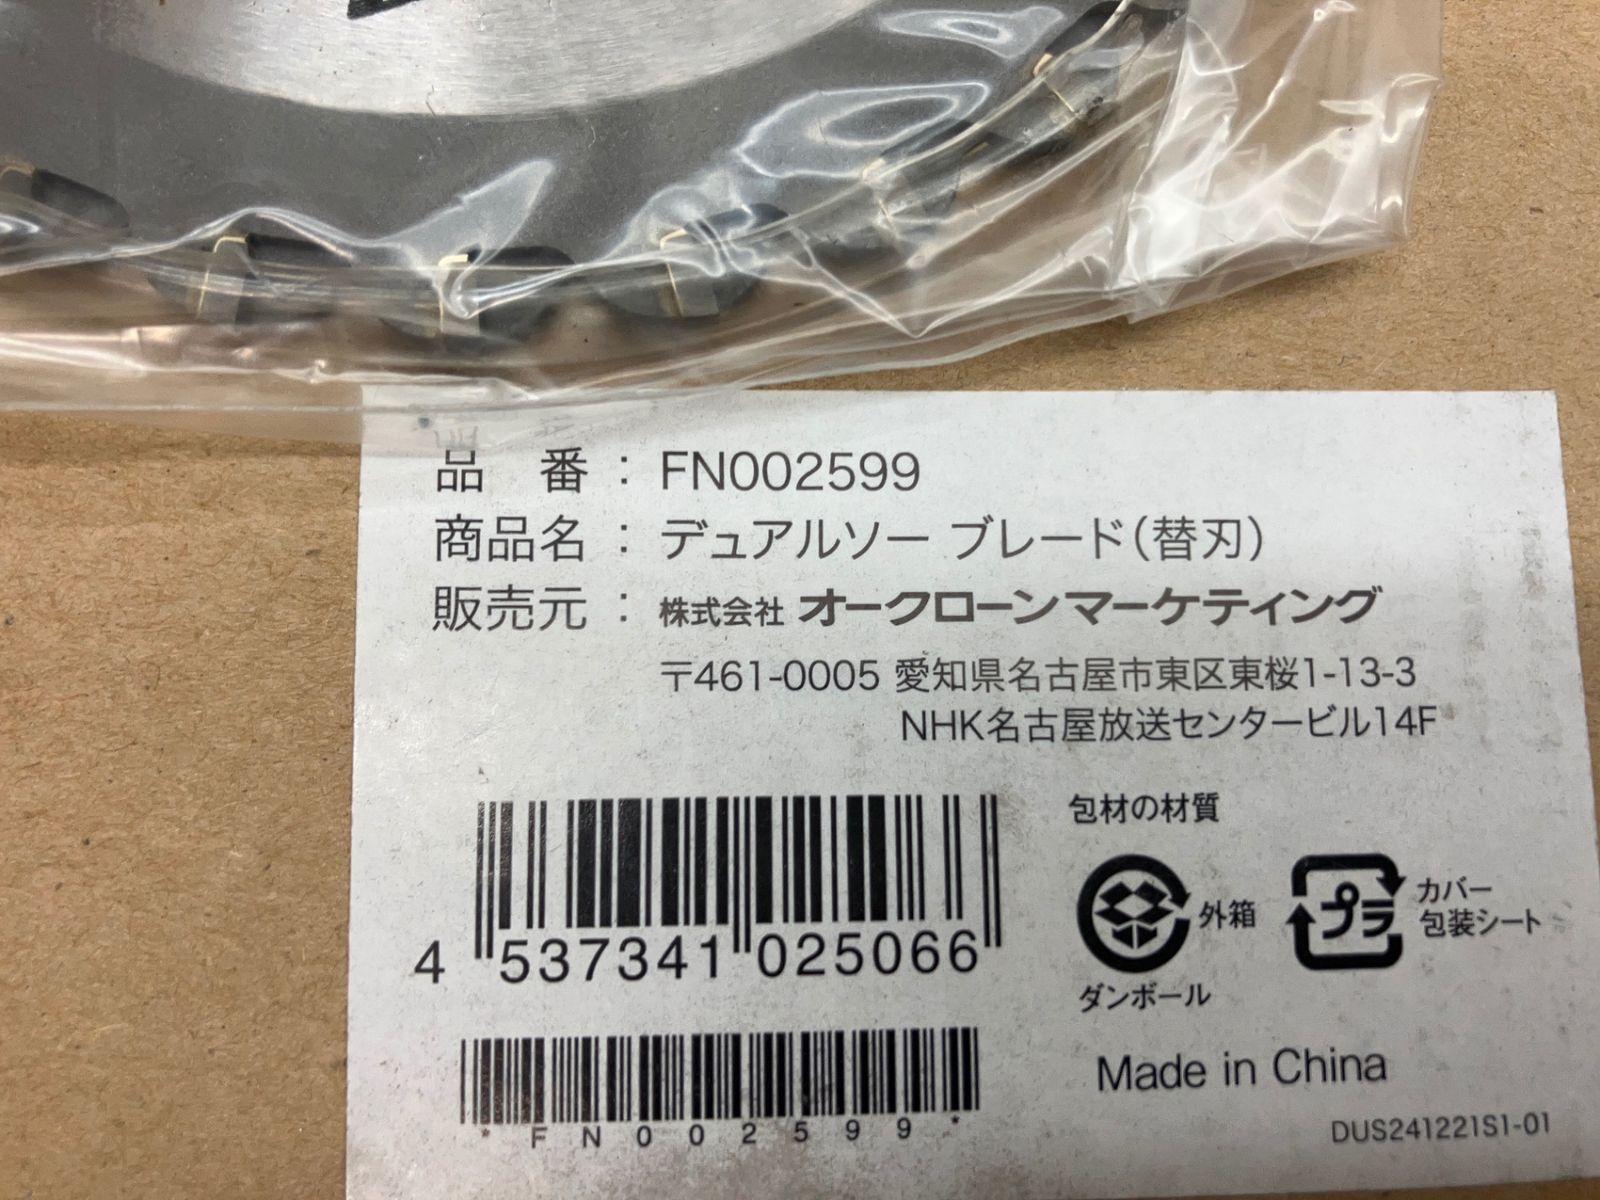 品 番 : FN002599
商品名 : デュアルソー ブレード(替刃)
販売元 : 株式会社 オークローンマーケティング
〒461-0005 愛知県名古屋市東区東桜1-13-3
NHK名古屋放送センタービル14F
包材の材質
外箱
ダンボール
プラ
カバー
包装シート
4 537341 025066
*FN002599*
Made in China
DUS241221S1-01